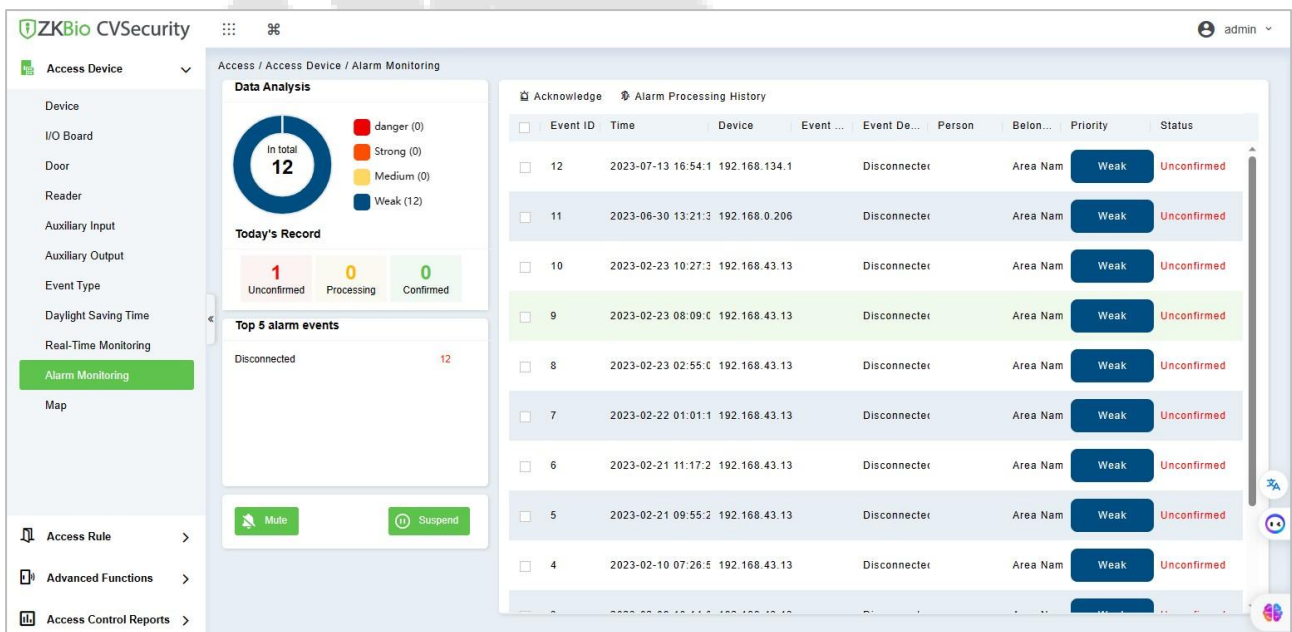 ZKBio CVSecurity
admin
Access Device
Device
I/O Board
Door
Reader
Auxiliary Input
Auxiliary Output
Event Type
Daylight Saving Time
Real-Time Monitoring
Alarm Monitoring
Map
Access Rule
Advanced Functions
Access Control Reports
Access / Access Device / Alarm Monitoring
Data Analysis
In total
12
danger (0)
Strong (0)
Medium (0)
Weak (12)
Today's Record
1 0 0
Unconfirmed Processing Confirmed
Top 5 alarm events
Disconnected 12
Mute Suspend
Acknowledge Alarm Processing History
Event ID Time Device Event ... Event De... Person Belon... Priority Status
12 2023-07-13 16:54:1 192.168.134.1 Disconnected Area Nam Weak Unconfirmed
11 2023-06-30 13:21:3 192.168.0.206 Disconnected Area Nam Weak Unconfirmed
10 2023-02-23 10:27:3 192.168.43.13 Disconnected Area Nam Weak Unconfirmed
9 2023-02-23 08:09:0 192.168.43.13 Disconnected Area Nam Weak Unconfirmed
8 2023-02-23 02:55:0 192.168.43.13 Disconnected Area Nam Weak Unconfirmed
7 2023-02-22 01:01:1 192.168.43.13 Disconnected Area Nam Weak Unconfirmed
6 2023-02-21 11:17:2 192.168.43.13 Disconnected Area Nam Weak Unconfirmed
5 2023-02-21 09:55:2 192.168.43.13 Disconnected Area Nam Weak Unconfirmed
4 2023-02-10 07:26:5 192.168.43.13 Disconnected Area Nam Weak Unconfirmed